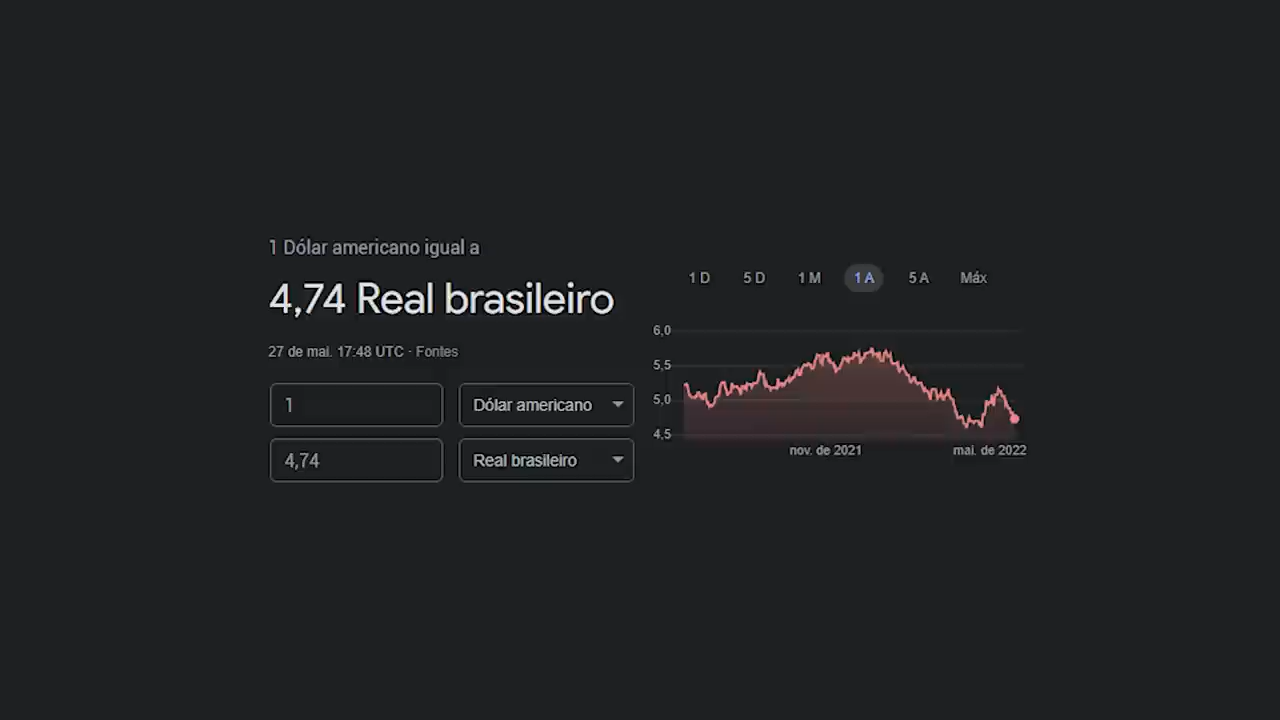 1 Dólar americano igual a
4,74 Real brasileiro
27 de mai. 17:48 UTC · Fontes
1
Dólar americano
4,74
Real brasileiro
1 D 5 D 1 M 1 A 5 A Máx
6,0
5,5
5,0
4,5
nov. de 2021 mai. de 2022